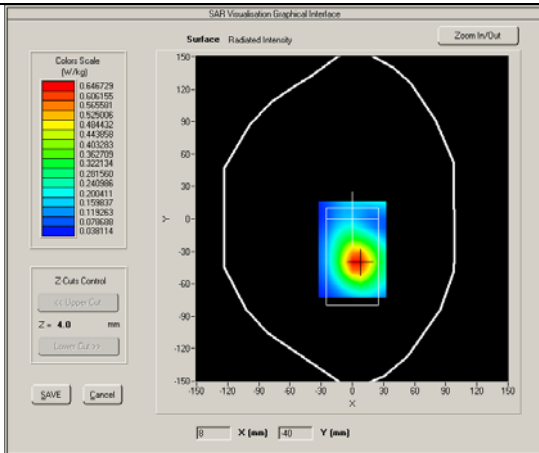 SAR Visualisation Graphical Interface
Surface Radiated Intensity
Zoom In/Out
Colors Scale
(W/kg)
0.646729
0.606155
0.565581
0.525006
0.484432
0.443858
0.403283
0.362709
0.322134
0.281560
0.240986
0.200411
0.159837
0.119263
0.078688
0.038114
Z-Cuts Control
<< Upper Cut
Z = 4.0 mm
Lower Cut >>
SAVE Cancel
150-
120-
90-
60-
30-
0-
-30-
-60-
-90-
-120-
-150-
Y
-150 -120 -90 -60 -30 0 30 60 90 120 150
X
8 X (mm) -40 Y (mm)